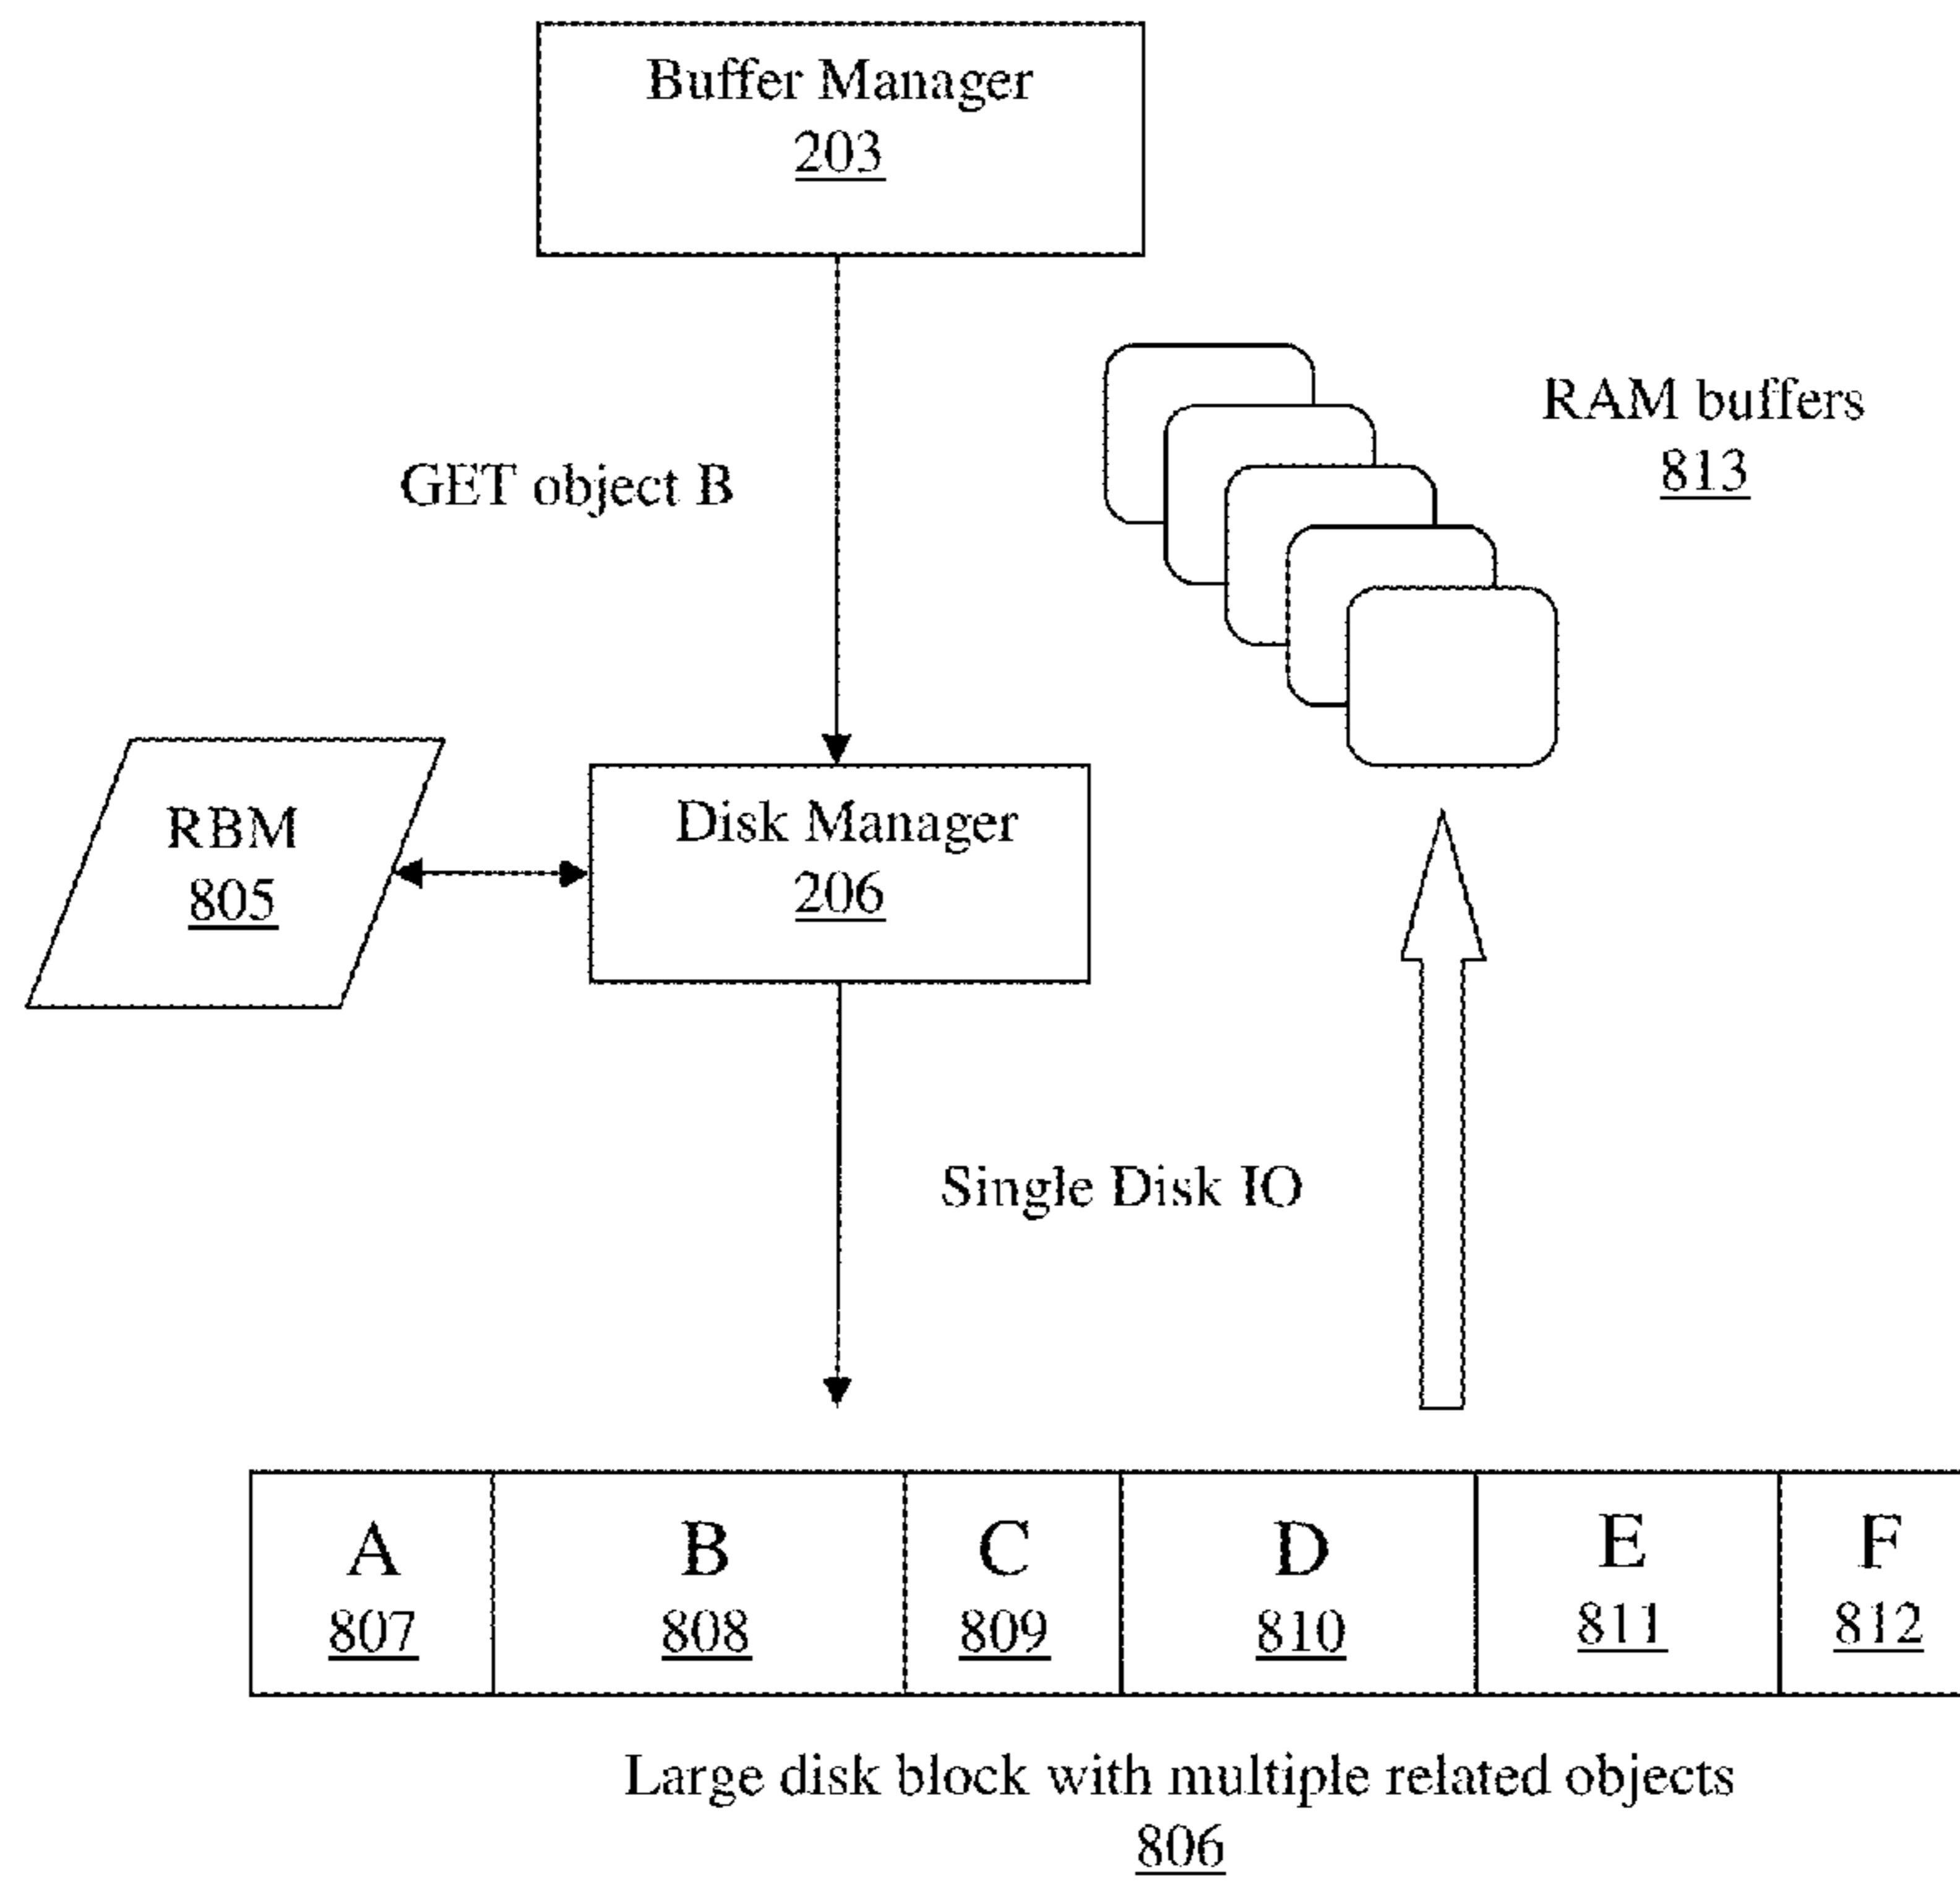 Buffer Manager
203
GET object B
RAM buffers
813
RBM
805
Disk Manager
206
Single Disk IO
A
807
B
808
C
809
D
810
E
811
F
812
Large disk block with multiple related objects
806